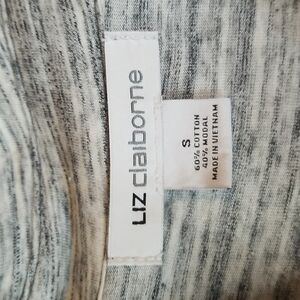 LIZ claiborne
S
60% COTTON
40% MODAL
MADE IN VIETNAM